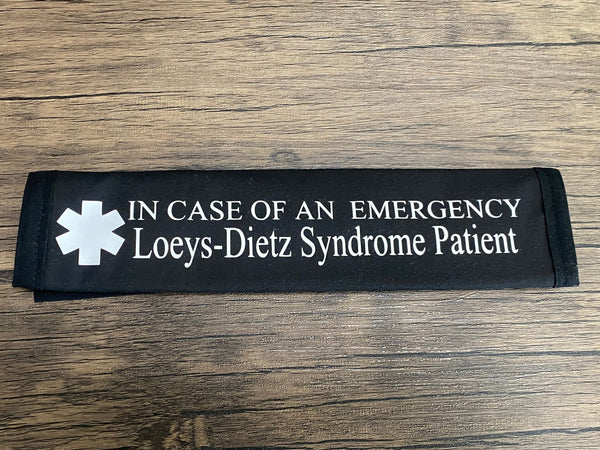 IN CASE OF AN EMERGENCY
Loeys-Dietz Syndrome Patient